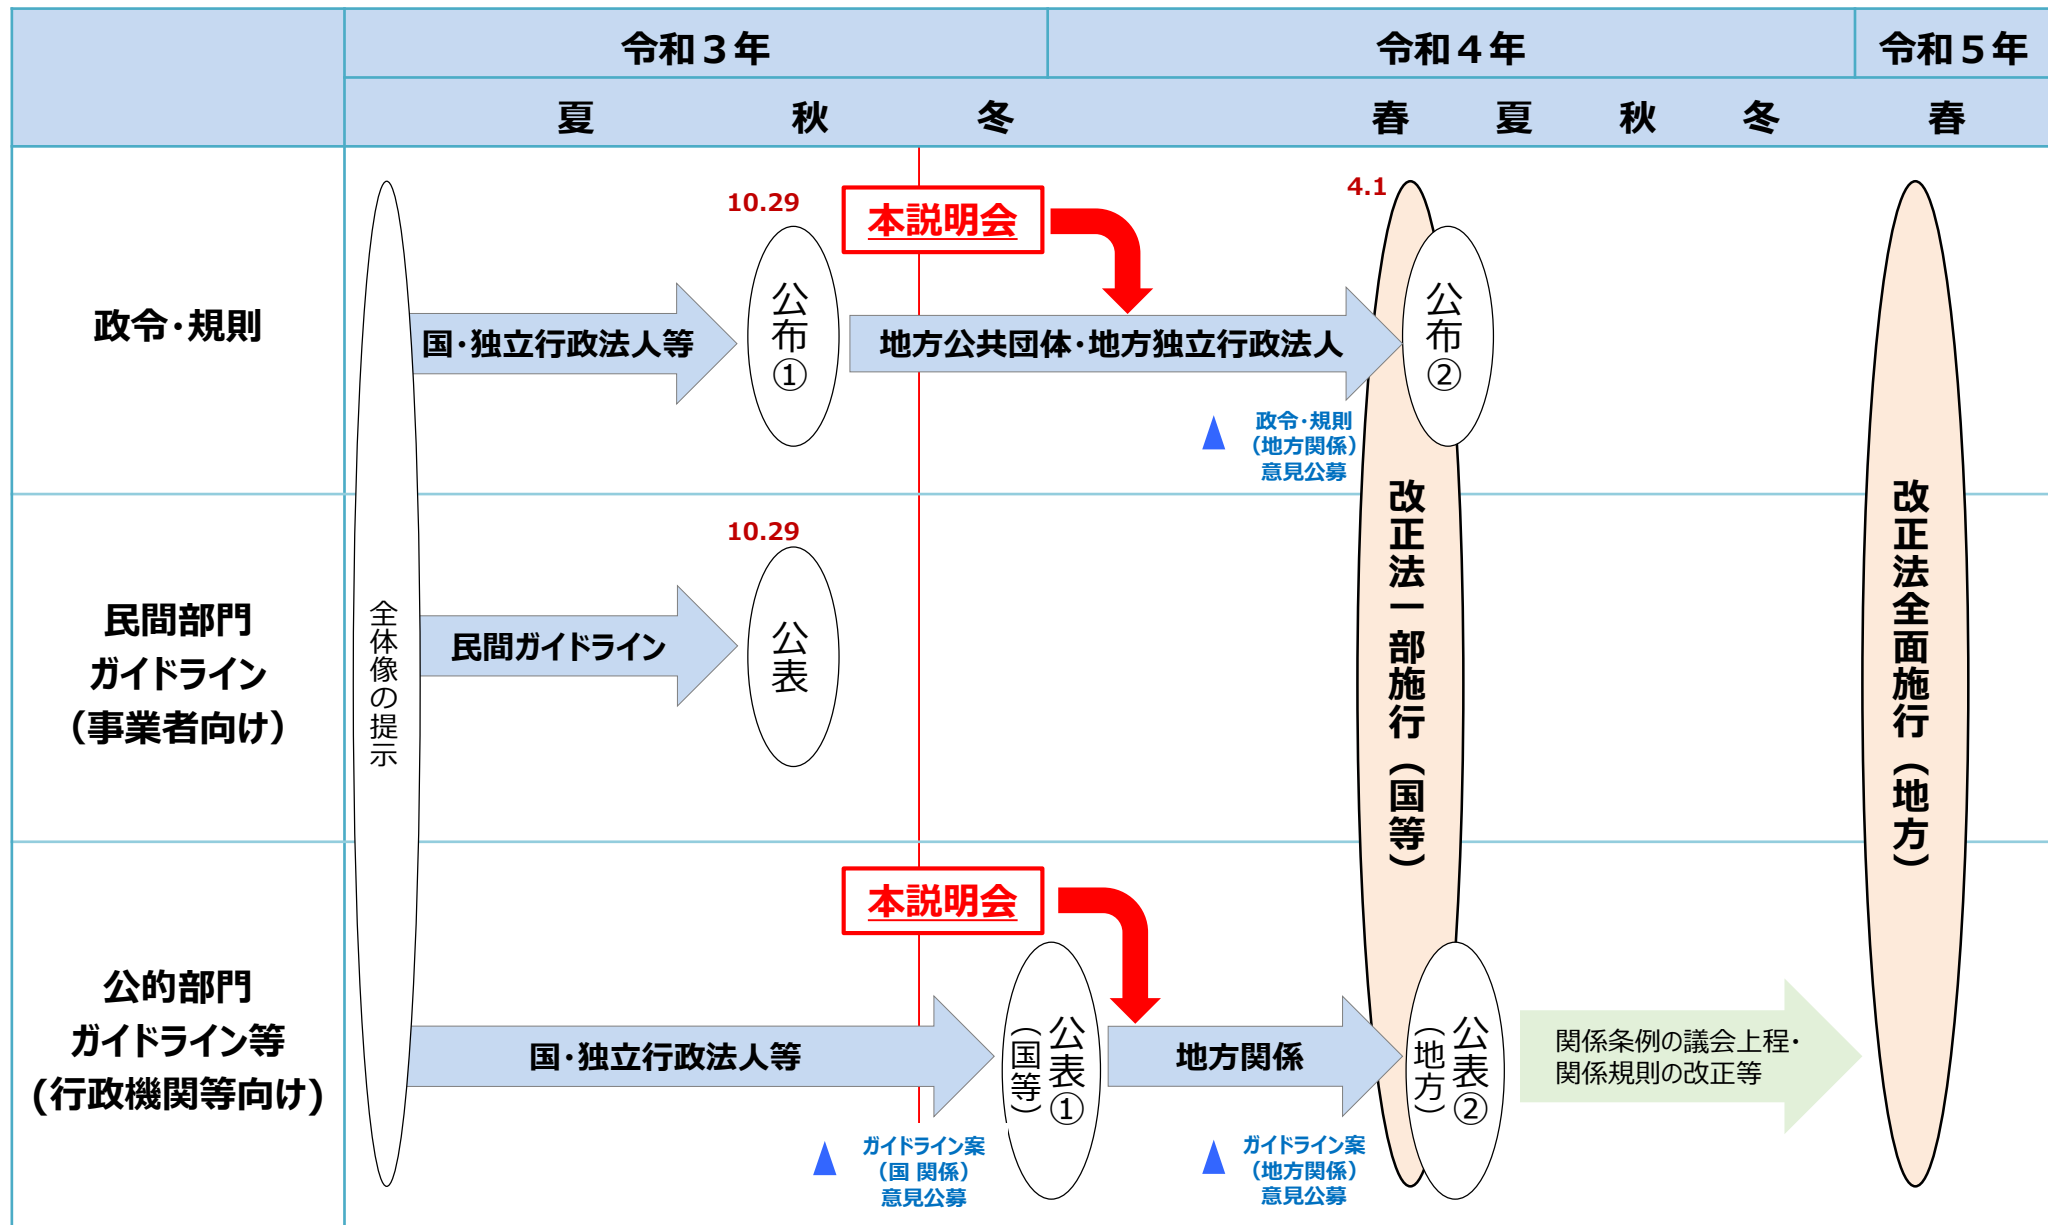 令和３年
令和４年
令和５年
夏 秋 冬 春 夏 秋 冬 春
政令･規則
全体像の提示
国･独立行政法人等
10.29
公布①
本説明会
地方公共団体･地方独立行政法人
政令･規則
（地方関係）
意見公募
4.1
公布②
改正法一部施行（国等）
改正法全面施行（地方）
民間部門
ガイドライン
（事業者向け）
民間ガイドライン
10.29
公表
公的部門
ガイドライン等
(行政機関等向け)
国･独立行政法人等
本説明会
ガイドライン案
（国 関係）
意見公募
公表①
（国等）
地方関係
ガイドライン案
（地方関係）
意見公募
公表②
（地方）
関係条例の議会上程･
関係規則の改正等